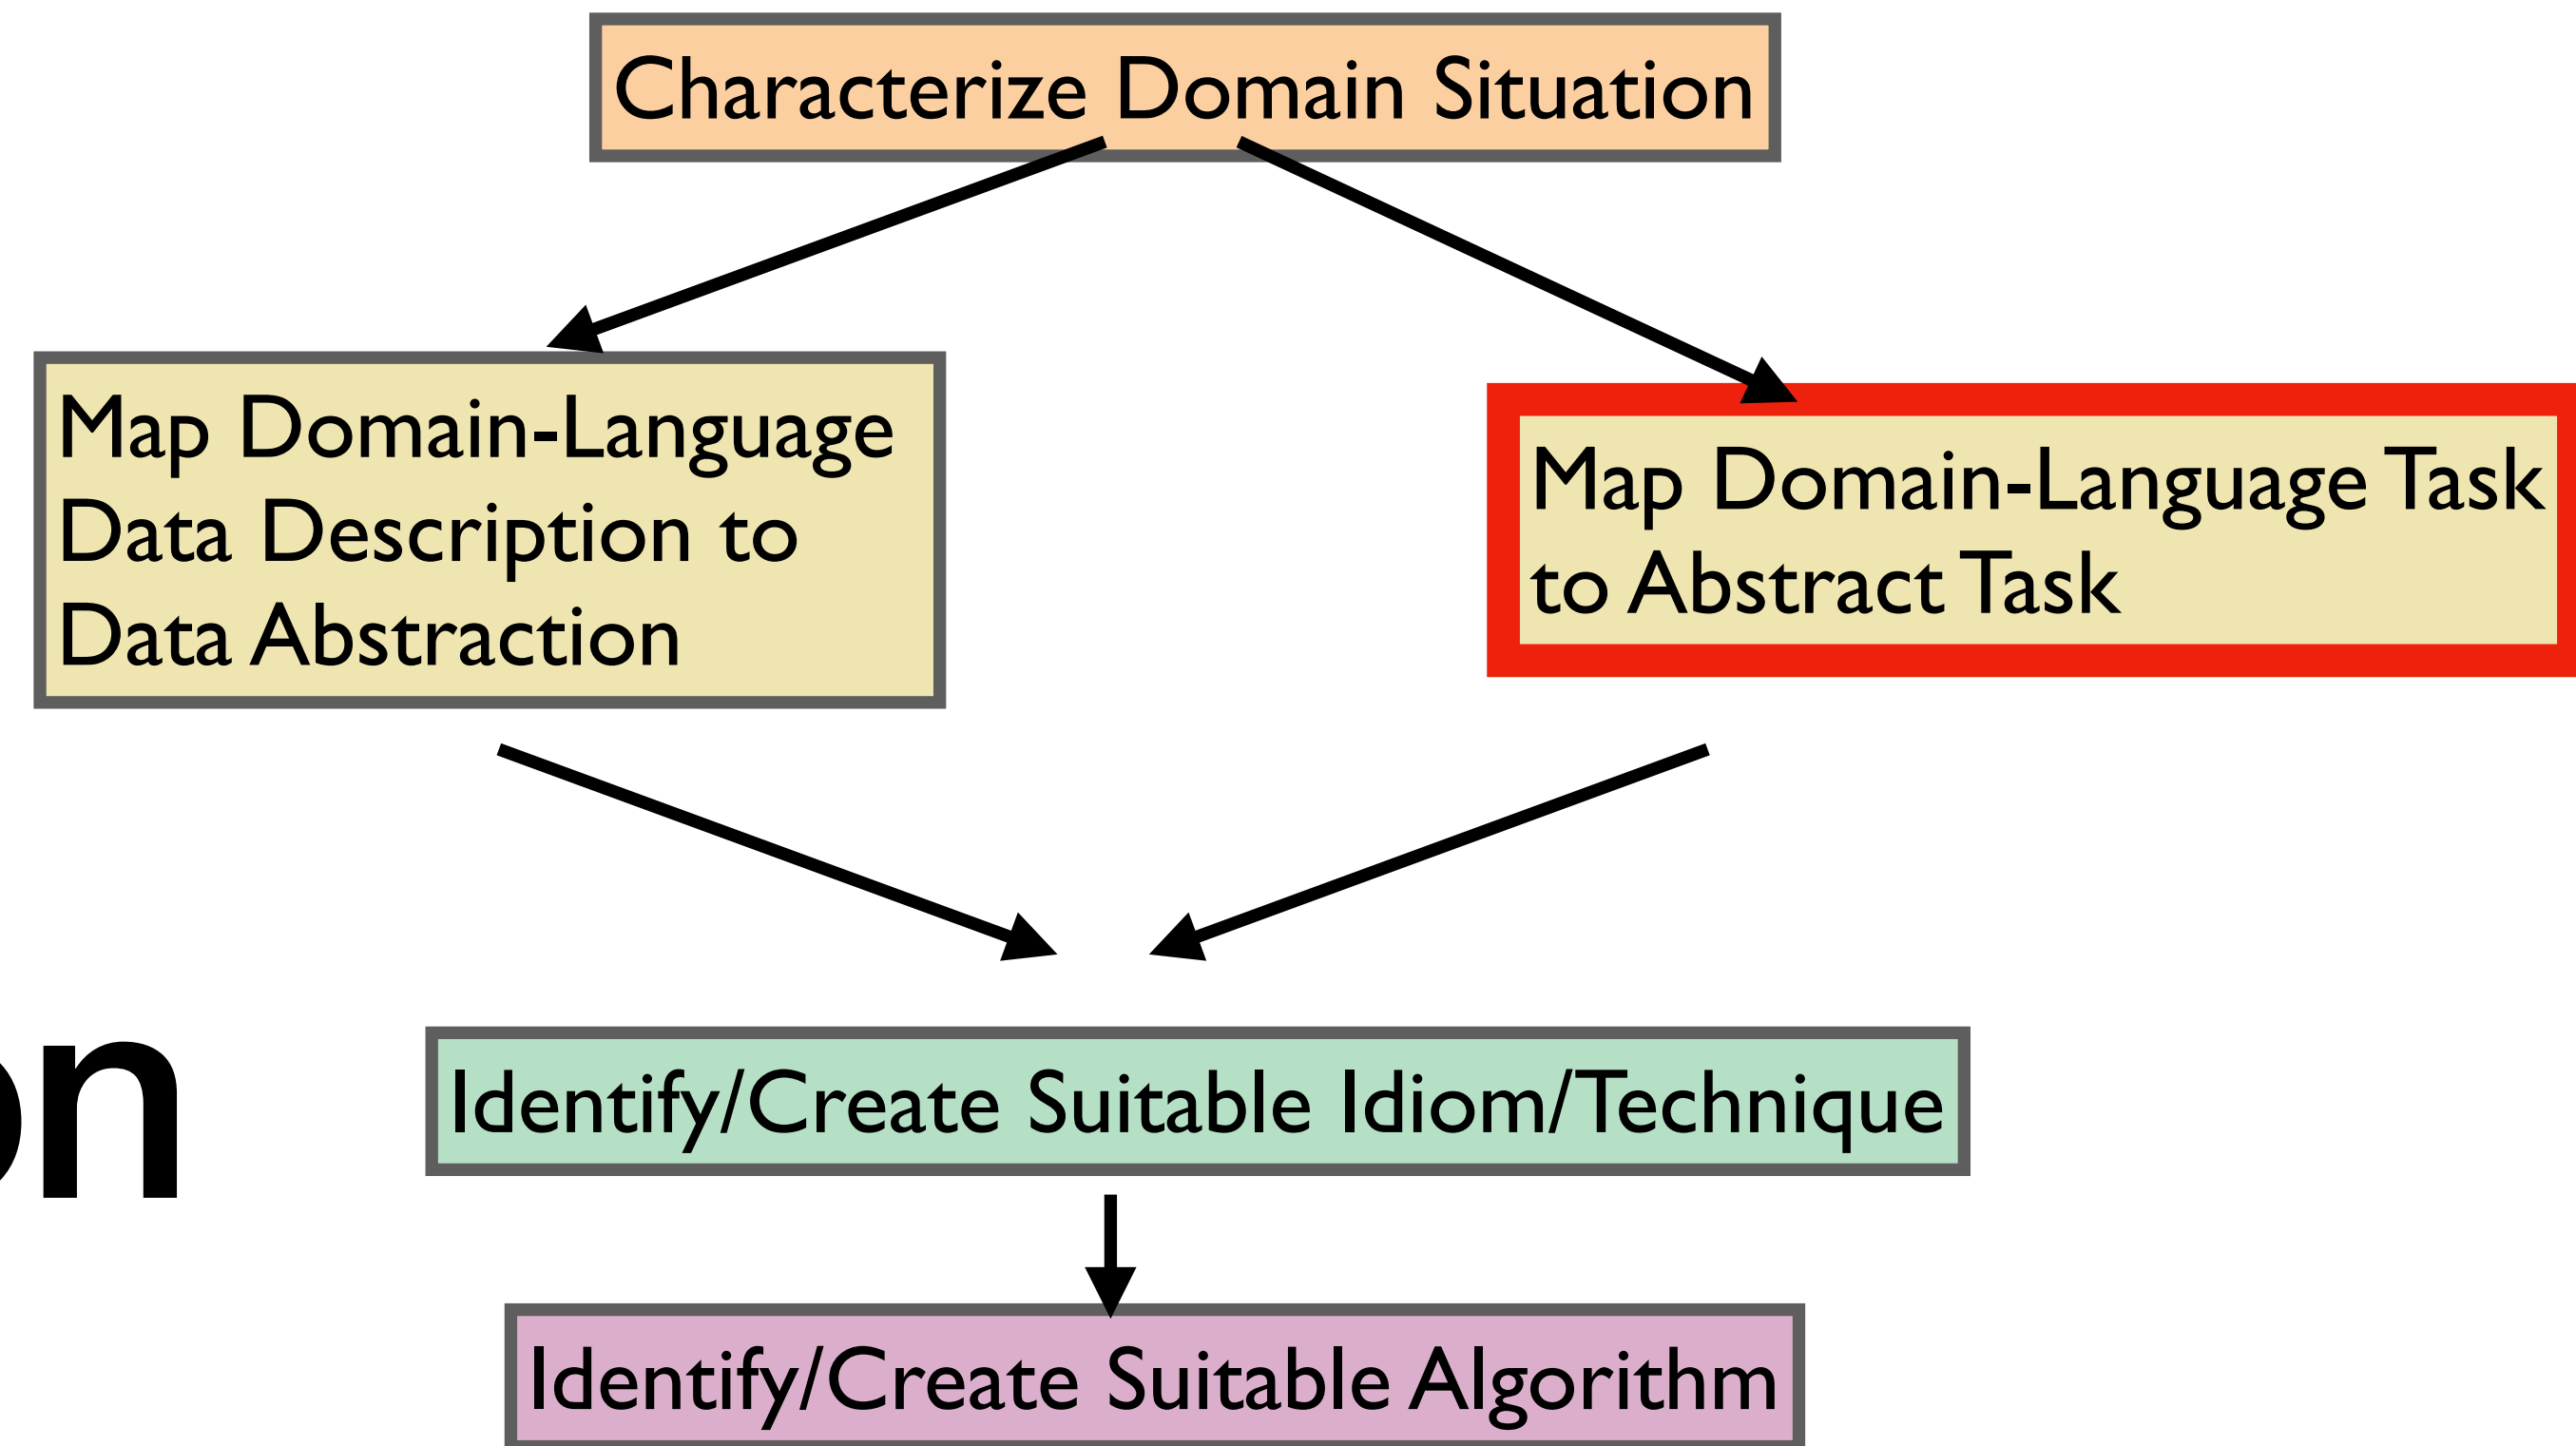 Characterize Domain Situation
Map Domain-Language
Data Description to
Data Abstraction
Map Domain-Language Task
to Abstract Task
on
Identify/Create Suitable Idiom/Technique
Identify/Create Suitable Algorithm